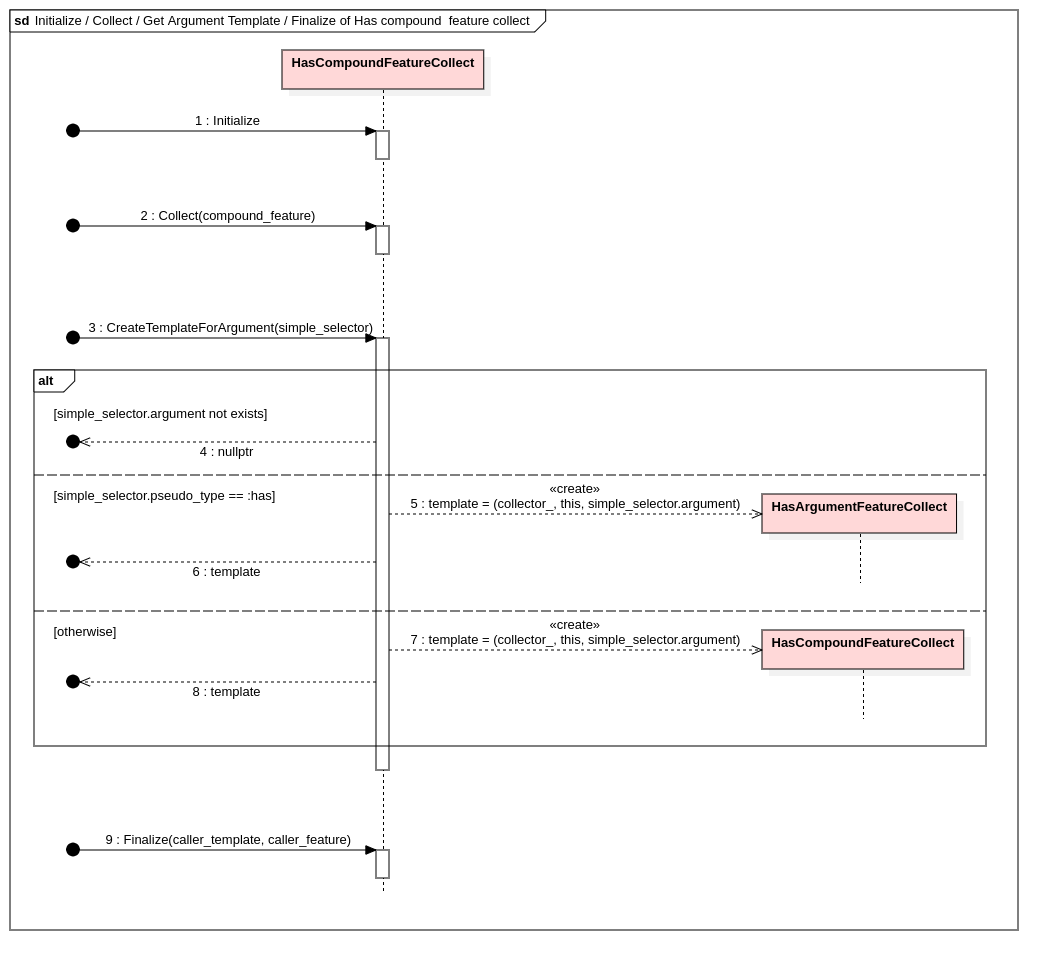 sd Initialize / Collect / Get Argument Template / Finalize of Has compound  feature collect
HasCompoundFeatureCollect
1 : Initialize
2 : Collect(compound_feature)
3 : CreateTemplateForArgument(simple_selector)
alt
[simple_selector.argument not exists]
4 : nullptr
[simple_selector.pseudo_type == :has]
«create»
5 : template = (collector_, this, simple_selector.argument)
HasArgumentFeatureCollect
6 : template
[otherwise]
«create»
7 : template = (collector_, this, simple_selector.argument)
HasCompoundFeatureCollect
8 : template
9 : Finalize(caller_template, caller_feature)